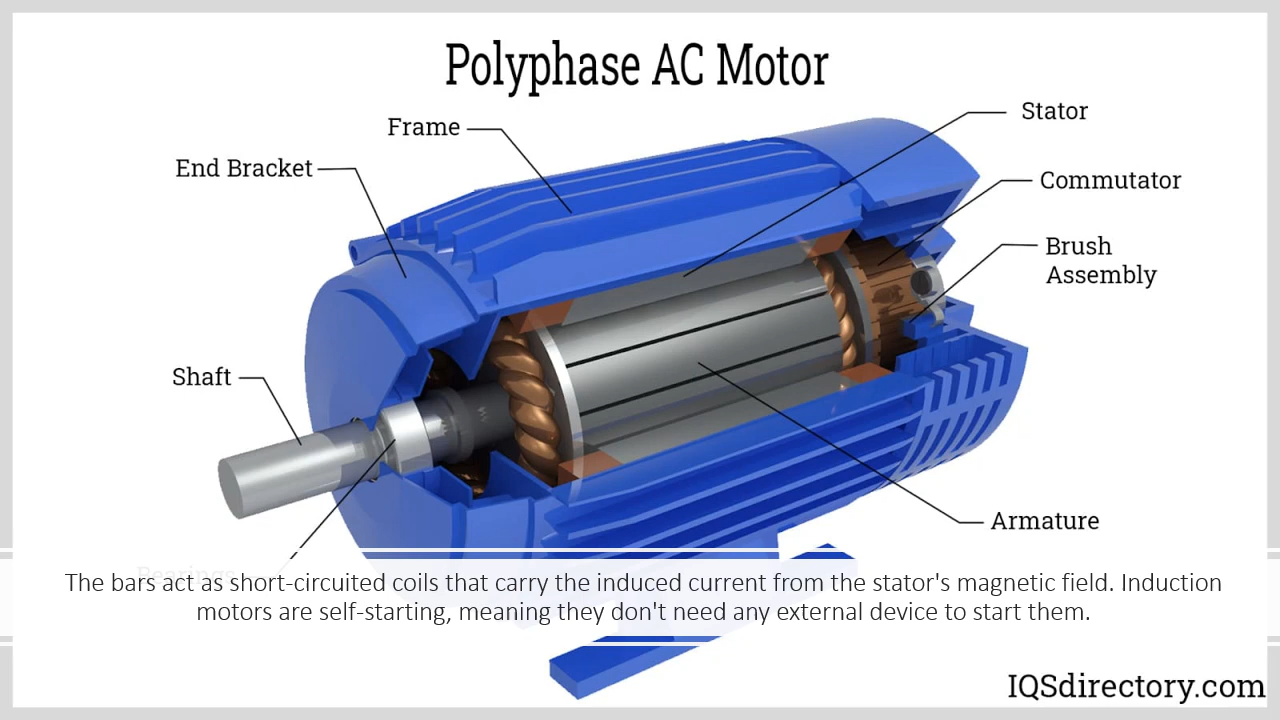 Polyphase AC Motor
Frame
Stator
End Bracket
Commutator
Brush
Assembly
Shaft
Armature
Bearings
The bars act as short-circuited coils that carry the induced current from the stator's magnetic field. Induction
motors are self-starting, meaning they don't need any external device to start them.
IQSdirectory.com